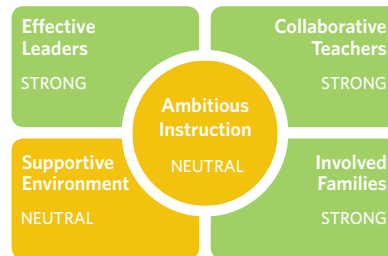 Effective
Leaders
STRONG
Collaborative
Teachers
STRONG
Ambitious
Instruction
NEUTRAL
Supportive
Environment
NEUTRAL
Involved
Families
STRONG